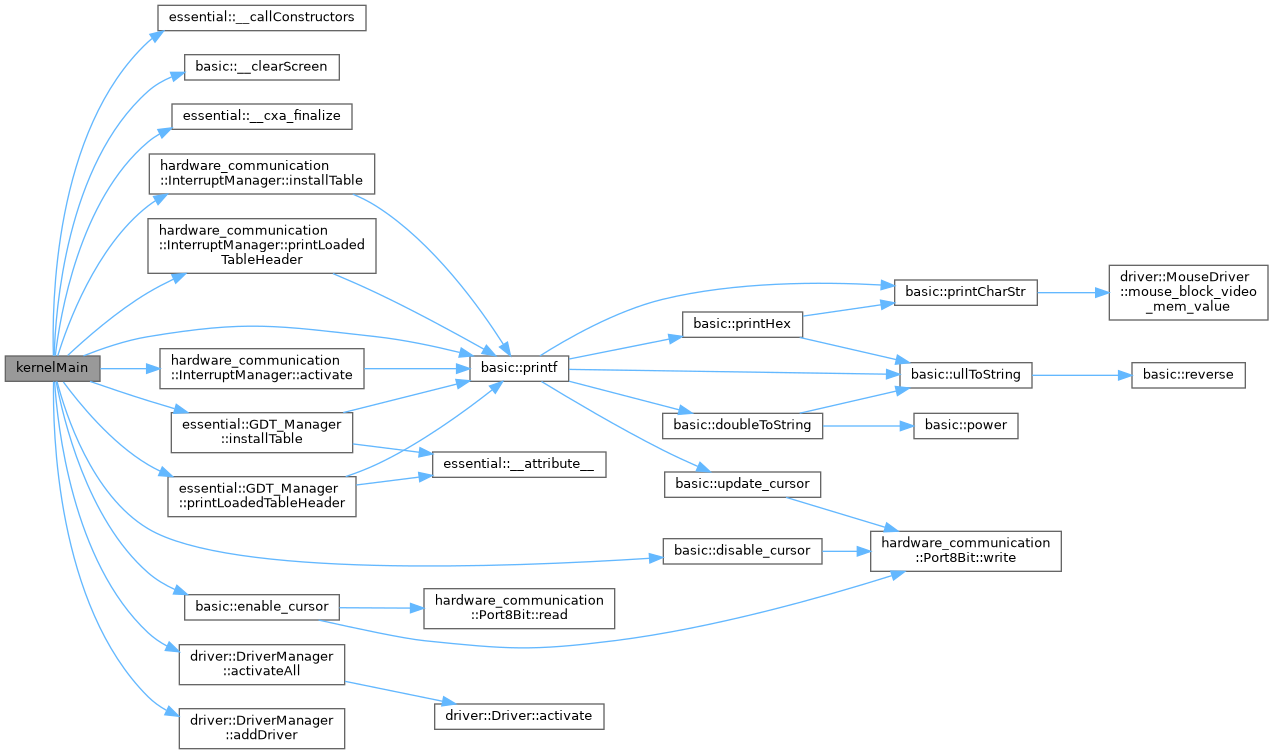 essential::__callConstructors
basic::__clearScreen
essential::__cxa_finalize
hardware_communication
::InterruptManager::installTable
hardware_communication
::InterruptManager::printLoaded
TableHeader
kernelMain
hardware_communication
::InterruptManager::activate
essential::GDT_Manager
::installTable
essential::GDT_Manager
::printLoadedTableHeader
basic::enable_cursor
driver::DriverManager
::activateAll
driver::DriverManager
::addDriver
basic::printf
essential::__attribute__
hardware_communication
::Port8Bit::read
driver::Driver::activate
basic::printHex
basic::doubleToString
basic::update_cursor
basic::disable_cursor
basic::printCharStr
basic::ullToString
basic::power
hardware_communication
::Port8Bit::write
driver::MouseDriver
::mouse_block_video
_mem_value
basic::reverse